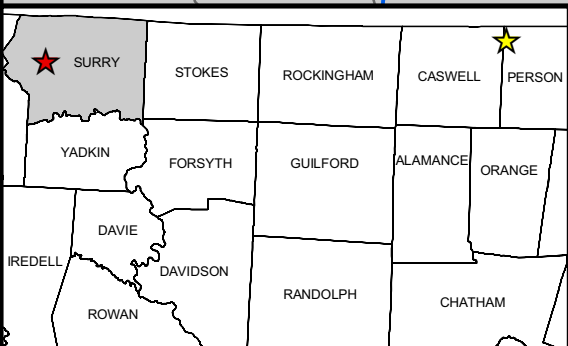 SURRY
STOKES
ROCKINGHAM
CASWELL
PERSON
YADKIN
FORSYTH
GUILFORD
ALAMANCE
ORANGE
DAVIE
IREDELL
DAVIDSON
RANDOLPH
CHATHAM
ROWAN